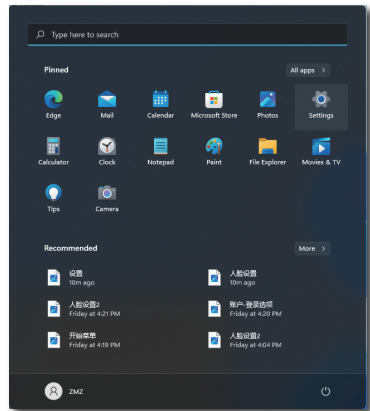 Type here to search
Pinned
All apps >
Edge
Mail
Calendar
Microsoft Store
Photos
Settings
Calculator
Clock
Notepad
Paint
File Explorer
Movies & TV
Tips
Camera
Recommended
More >
设置
10m ago
人脸设置
10m ago
人脸设置2
Friday at 4:21 PM
账户-登录选项
Friday at 4:20 PM
开始菜单
Friday at 4:19 PM
人脸设置2
Friday at 4:04 PM
ZMZ